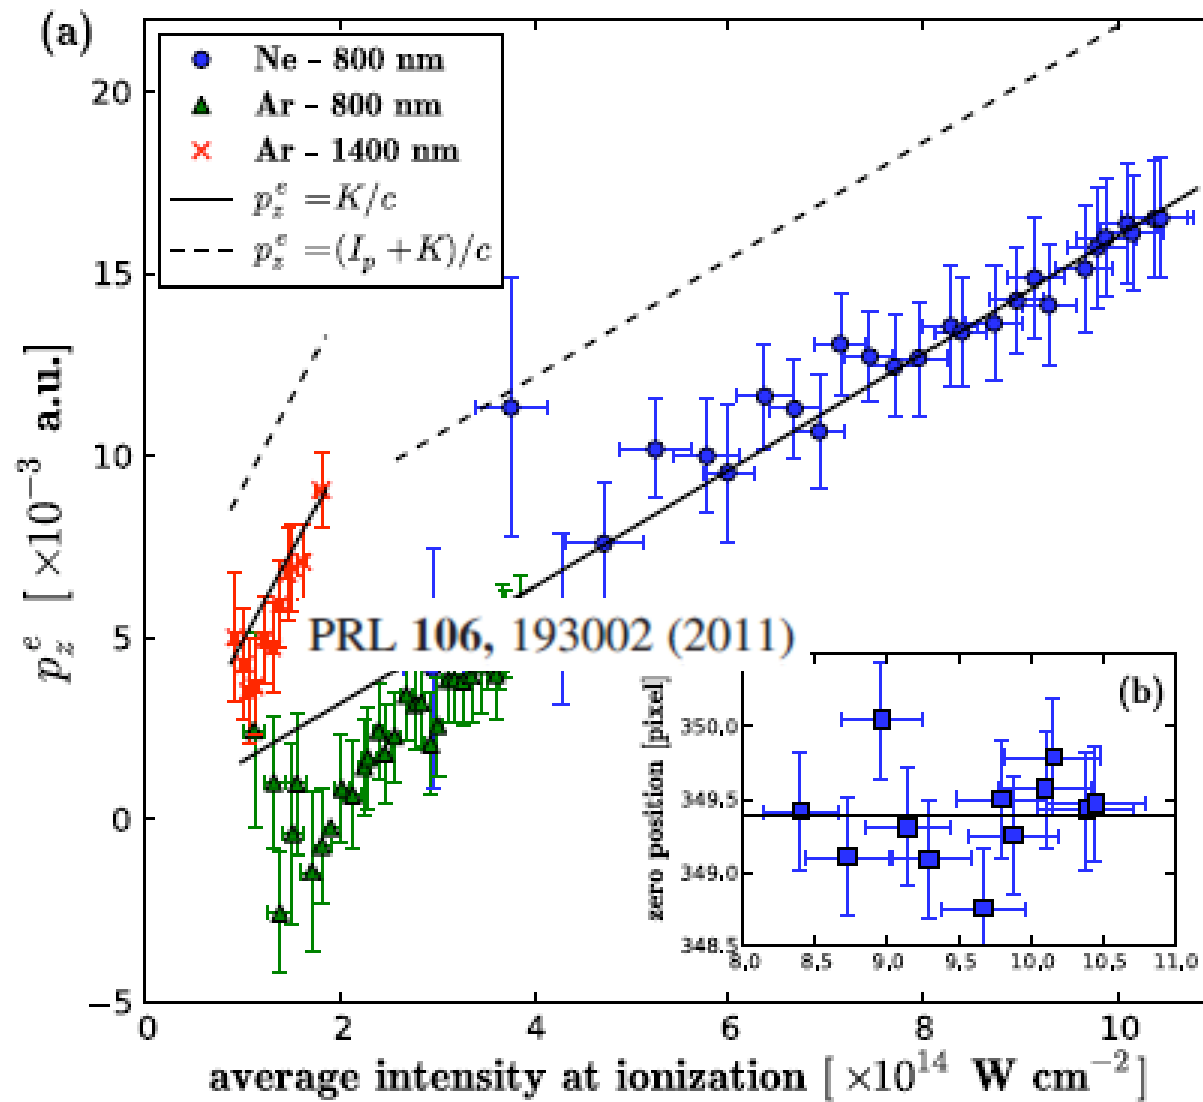 (a)
Ne - 800 nm
Ar - 800 nm
Ar - 1400 nm
p_z^e = K/c
p_z^e = (I_p + K)/c
20
15
10
5
0
−5
p_z^e [×10^−3 a.u.]
PRL 106, 193002 (2011)
(b)
zero position [pixel]
350.0
349.5
349.0
348.5
8.0 8.5 9.0 9.5 10.0 10.5 11.0
0 2 4 6 8 10
average intensity at ionization [×10^14 W cm^−2]